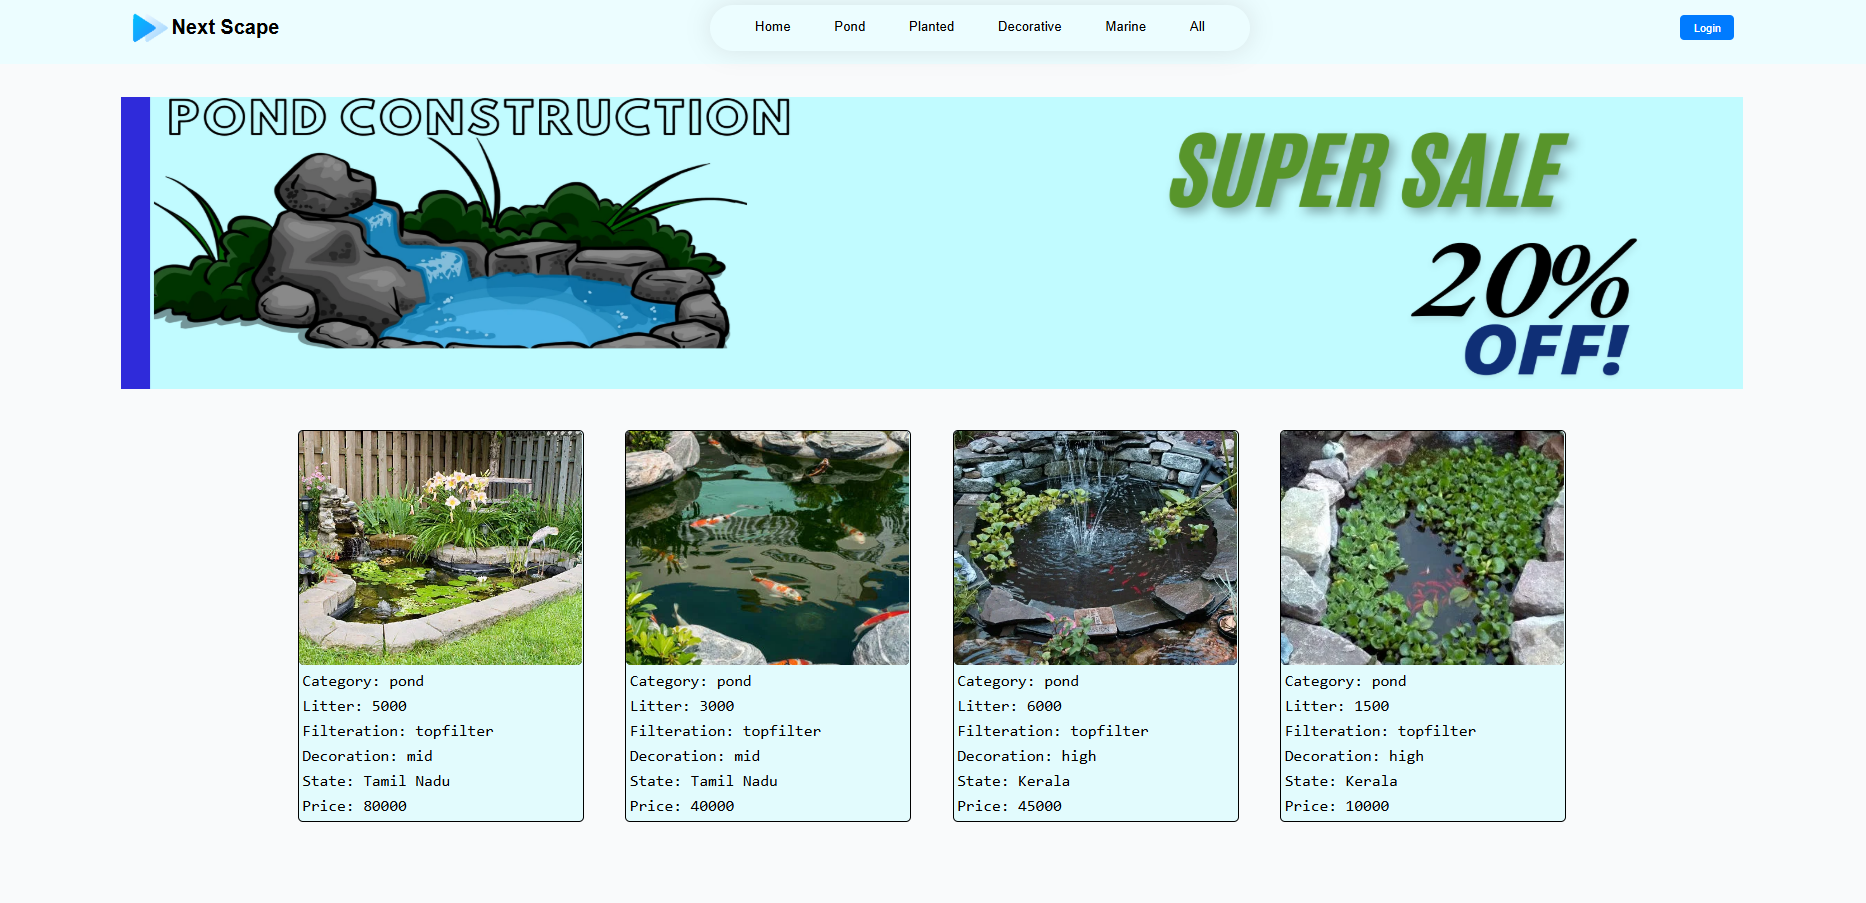 Next Scape
Home Pond Planted Decorative Marine All
Login
POND CONSTRUCTION
SUPER SALE
20%
OFF!
Category: pond
Litter: 5000
Filteration: topfilter
Decoration: mid
State: Tamil Nadu
Price: 80000
Category: pond
Litter: 3000
Filteration: topfilter
Decoration: mid
State: Tamil Nadu
Price: 40000
Category: pond
Litter: 6000
Filteration: topfilter
Decoration: high
State: Kerala
Price: 45000
Category: pond
Litter: 1500
Filteration: topfilter
Decoration: high
State: Kerala
Price: 10000